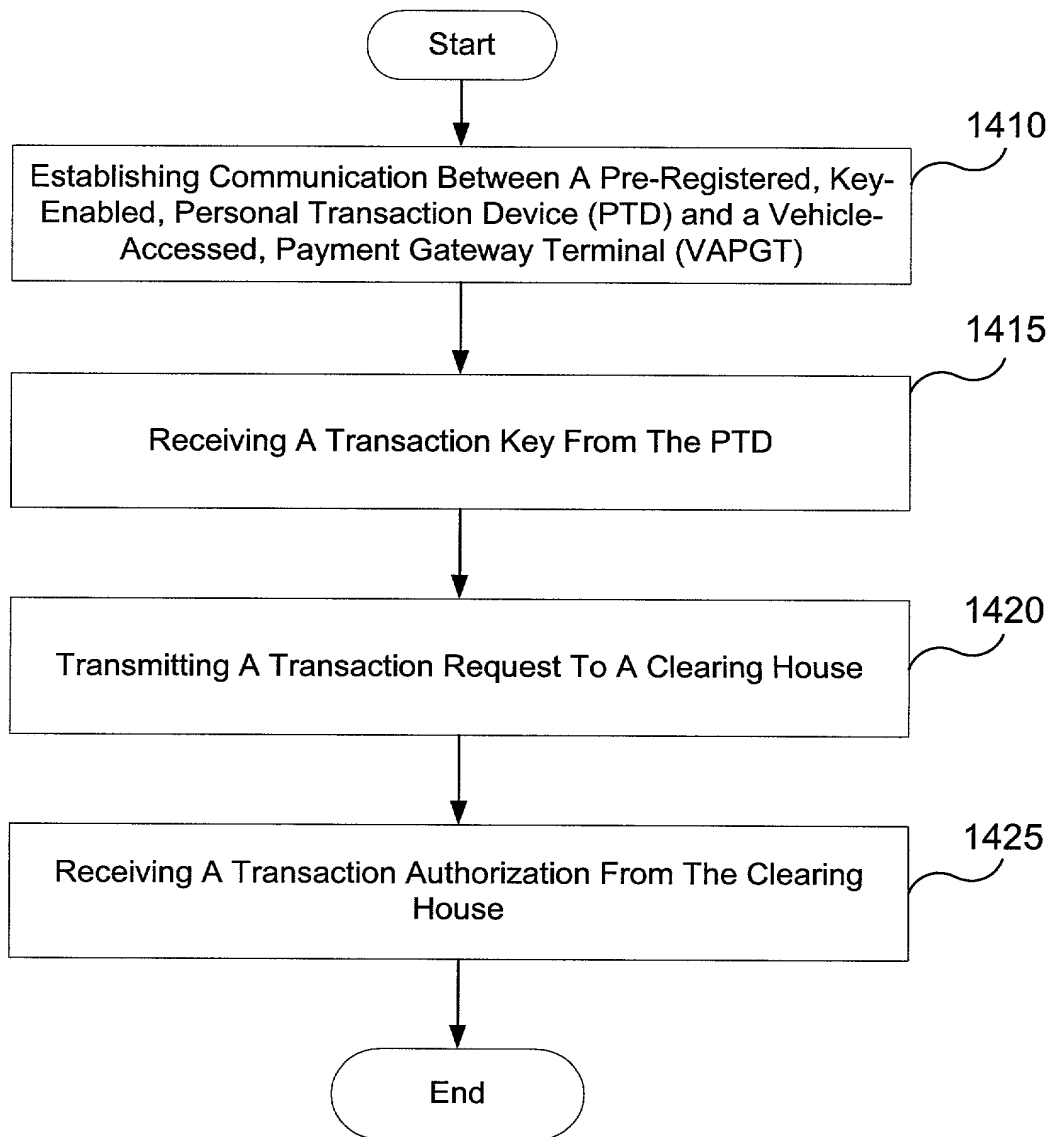 Start
1410
Establishing Communication Between A Pre-Registered, Key-
Enabled, Personal Transaction Device (PTD) and a Vehicle-
Accessed, Payment Gateway Terminal (VAPGT)
1415
Receiving A Transaction Key From The PTD
1420
Transmitting A Transaction Request To A Clearing House
1425
Receiving A Transaction Authorization From The Clearing
House
End